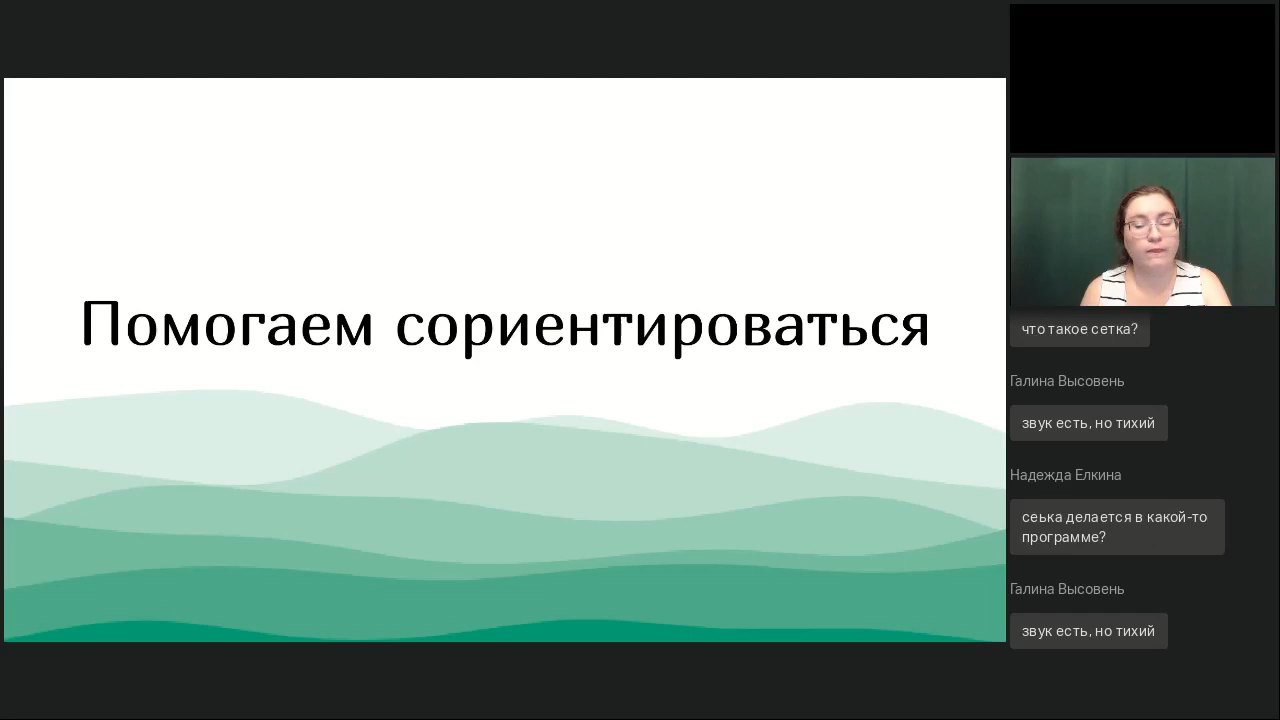 Помогаем сориентироваться
что такое сетка?
Галина Высовень
звук есть, но тихий
Надежда Елкина
сеька делается в какой-то
программе?
Галина Высовень
звук есть, но тихий